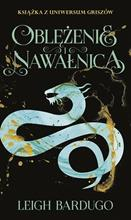 KSIĄŻKA Z UNIWERSUM GRISZÓW
OBLĘŻENIE
I
NAWAŁNICA
LEIGH BARDUGO